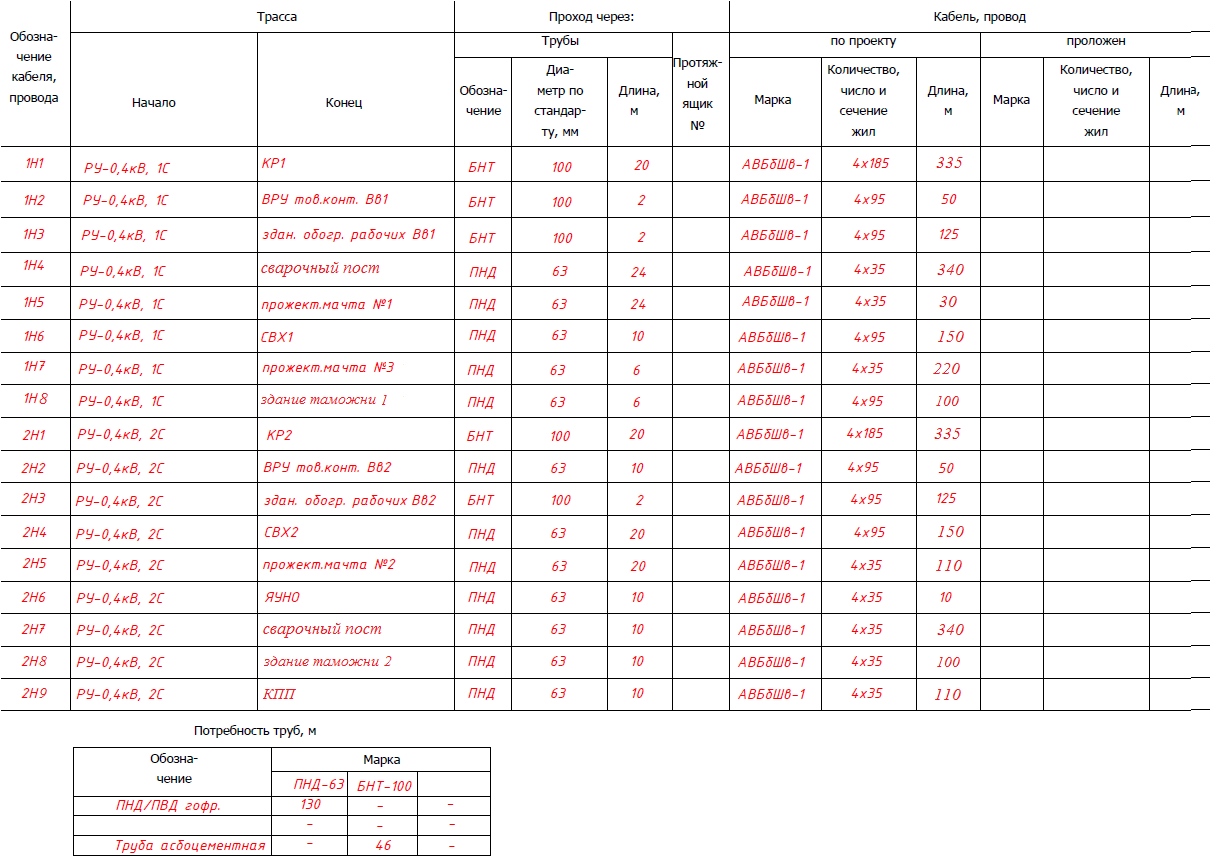 Обозна-
чение
кабеля,
провода
Трасса
Проход через:
Кабель, провод
Начало
Конец
Трубы
Протяж-
ной
ящик
№
по проекту
проложен
Обозна-
чение
Диа-
метр по
стандар-
ту, мм
Длина,
м
Марка
Количество,
число и
сечение
жил
Длина,
м
Марка
Количество,
число и
сечение
жил
Длина,
м
1Н1 РУ-0,4кВ, 1С КР1 БНТ 100 20 АВБбШв-1 4х185 335
1Н2 РУ-0,4кВ, 1С ВРУ тов.конт. Вв1 БНТ 100 2 АВБбШв-1 4х95 50
1Н3 РУ-0,4кВ, 1С здан. обогр. рабочих Вв1 БНТ 100 2 АВБбШв-1 4х95 125
1Н4 РУ-0,4кВ, 1С сварочный пост ПНД 63 24 АВБбШв-1 4х35 340
1Н5 РУ-0,4кВ, 1С прожект.мачта №1 ПНД 63 24 АВБбШв-1 4х35 30
1Н6 РУ-0,4кВ, 1С СВХ1 ПНД 63 10 АВБбШв-1 4х95 150
1Н7 РУ-0,4кВ, 1С прожект.мачта №3 ПНД 63 6 АВБбШв-1 4х35 220
1Н8 РУ-0,4кВ, 1С здание таможни 1 ПНД 63 6 АВБбШв-1 4х95 100
2Н1 РУ-0,4кВ, 2С КР2 БНТ 100 20 АВБбШв-1 4х185 335
2Н2 РУ-0,4кВ, 2С ВРУ тов.конт. Вв2 ПНД 63 10 АВБбШв-1 4х95 50
2Н3 РУ-0,4кВ, 2С здан. обогр. рабочих Вв2 БНТ 100 2 АВБбШв-1 4х95 125
2Н4 РУ-0,4кВ, 2С СВХ2 ПНД 63 20 АВБбШв-1 4х95 150
2Н5 РУ-0,4кВ, 2С прожект.мачта №2 ПНД 63 20 АВБбШв-1 4х35 110
2Н6 РУ-0,4кВ, 2С ЯУНО ПНД 63 10 АВБбШв-1 4х35 10
2Н7 РУ-0,4кВ, 2С сварочный пост ПНД 63 10 АВБбШв-1 4х35 340
2Н8 РУ-0,4кВ, 2С здание таможни 2 ПНД 63 10 АВБбШв-1 4х35 100
2Н9 РУ-0,4кВ, 2С КПП ПНД 63 10 АВБбШв-1 4х35 110
Потребность труб, м
Обозна-
чение
Марка
ПНД-63 БНТ-100
ПНД/ПВД гофр. 130 - -
- - -
Труба асбоцементная - 46 -